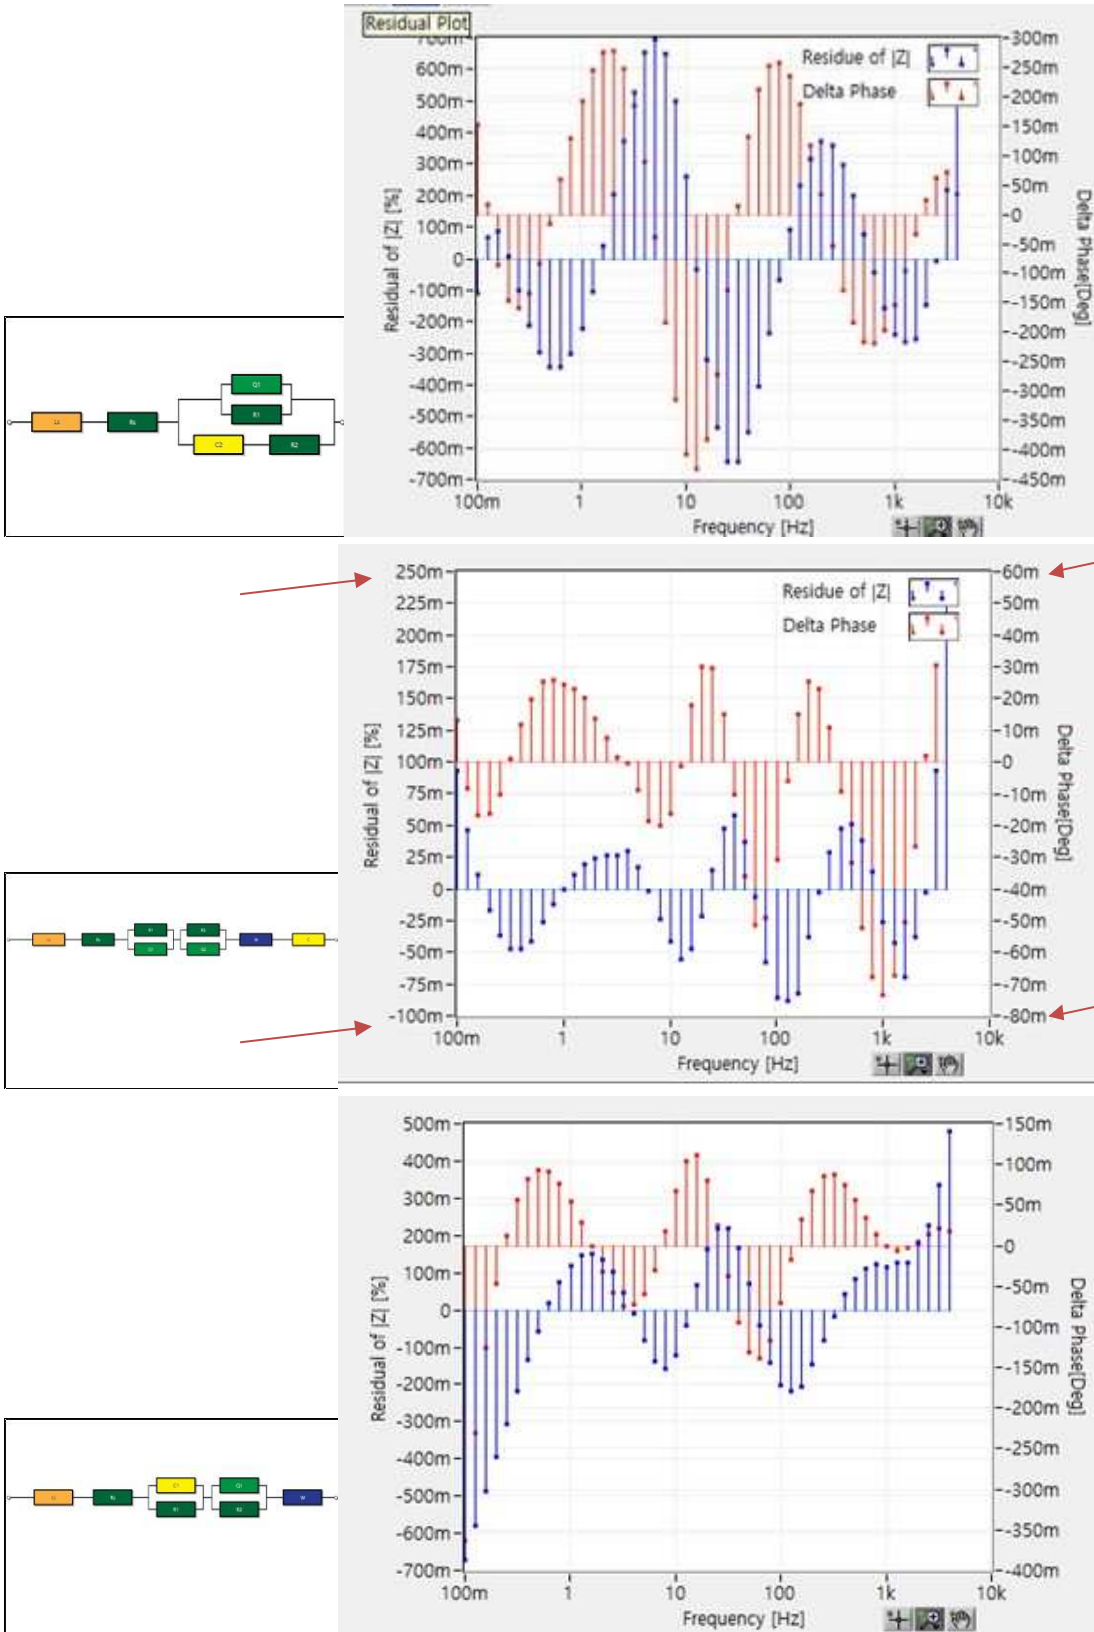 Residual Plot
700m
600m
500m
400m
300m
200m
100m
0
-100m
-200m
-300m
-400m
-500m
-600m
-700m
Residual of |Z| [%]
Residue of |Z|
Delta Phase
300m
250m
200m
150m
100m
50m
0
-50m
-100m
-150m
-200m
-250m
-300m
-350m
-400m
-450m
Delta Phase[Deg]
100m 1 10 100 1k 10k
Frequency [Hz]
Q1
R1
Rs
C2
R2
250m
225m
200m
175m
150m
125m
100m
75m
50m
25m
0
-25m
-50m
-75m
-100m
Residual of |Z| [%]
Residue of |Z|
Delta Phase
60m
50m
40m
30m
20m
10m
0
-10m
-20m
-30m
-40m
-50m
-60m
-70m
-80m
Delta Phase[Deg]
100m 1 10 100 1k 10k
Frequency [Hz]
500m
400m
300m
200m
100m
0
-100m
-200m
-300m
-400m
-500m
-600m
-700m
Residual of |Z| [%]
150m
100m
50m
0
-50m
-100m
-150m
-200m
-250m
-300m
-350m
-400m
Delta Phase[Deg]
100m 1 10 100 1k 10k
Frequency [Hz]